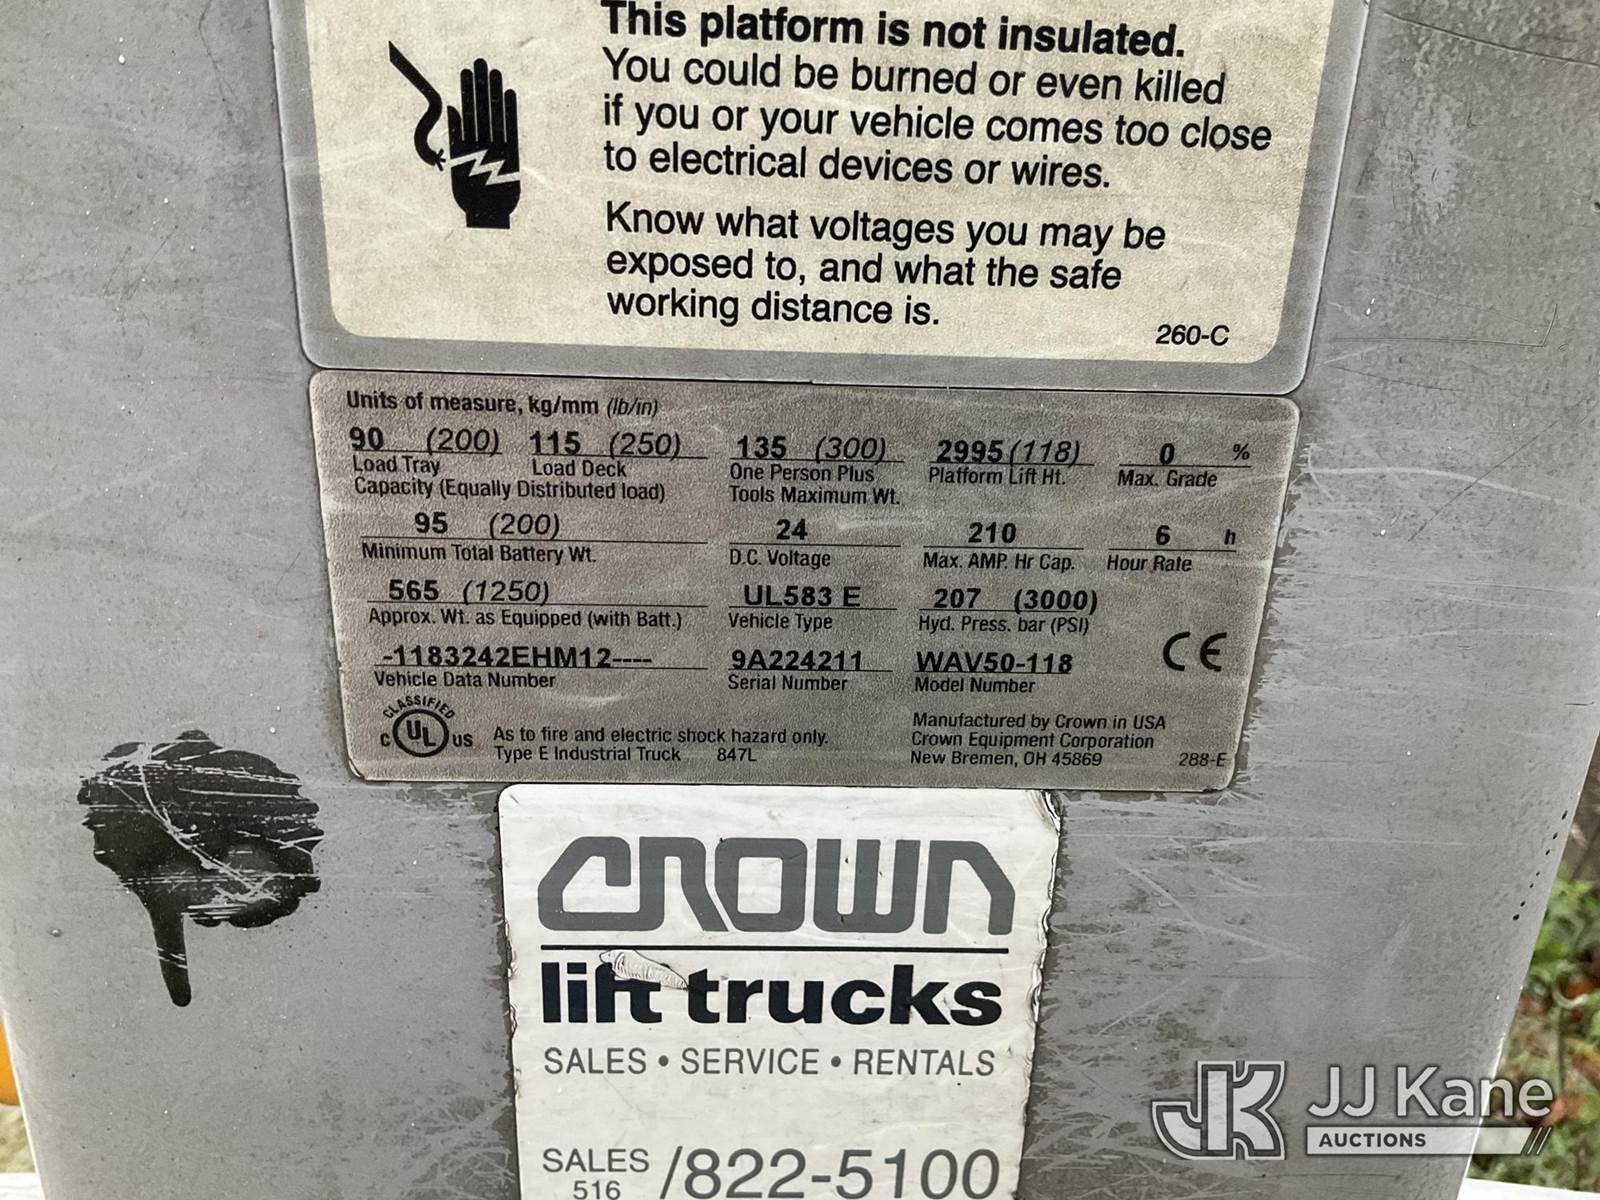 This platform is not insulated.
You could be burned or even killed
if you or your vehicle comes too close
to electrical devices or wires.
Know what voltages you may be
exposed to, and what the safe
working distance is.
260-C
Units of measure, kg/mm (lb/in)
90 (200) 115 (250) 135 (300) 2995 (118) 0 %
Load Tray Load Deck One Person Plus Platform Lift Ht. Max. Grade
Capacity (Equally Distributed load) Tools Maximum Wt.
95 (200) 24 210 6 h
Minimum Total Battery Wt. D.C. Voltage Max. AMP. Hr Cap. Hour Rate
565 (1250) UL583 E 207 (3000)
Approx. Wt. as Equipped (with Batt.) Vehicle Type Hyd. Press. bar (PSI)
-1183242EHM12---- 9A224211 WAV50-118 CE
Vehicle Data Number Serial Number Model Number
CLASSIFIED
C UL US
As to fire and electric shock hazard only.
Type E Industrial Truck 847L
Manufactured by Crown in USA
Crown Equipment Corporation
New Bremen, OH 45869 288-E
CROWN
lift trucks
SALES • SERVICE • RENTALS
SALES
516 /822-5100
JK JJ Kane
AUCTIONS